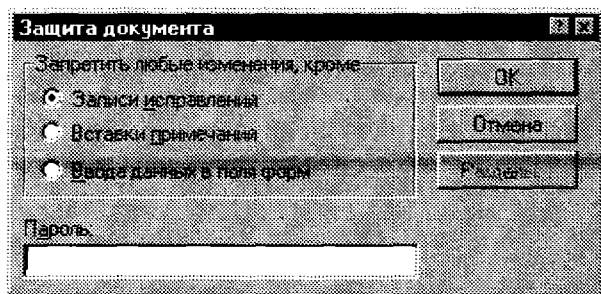 Защита документа
Запретить любые изменения, кроме
Записи исправлений
Вставки примечаний
Ввода данных в поля форм
Пароль:
OK
Отмена